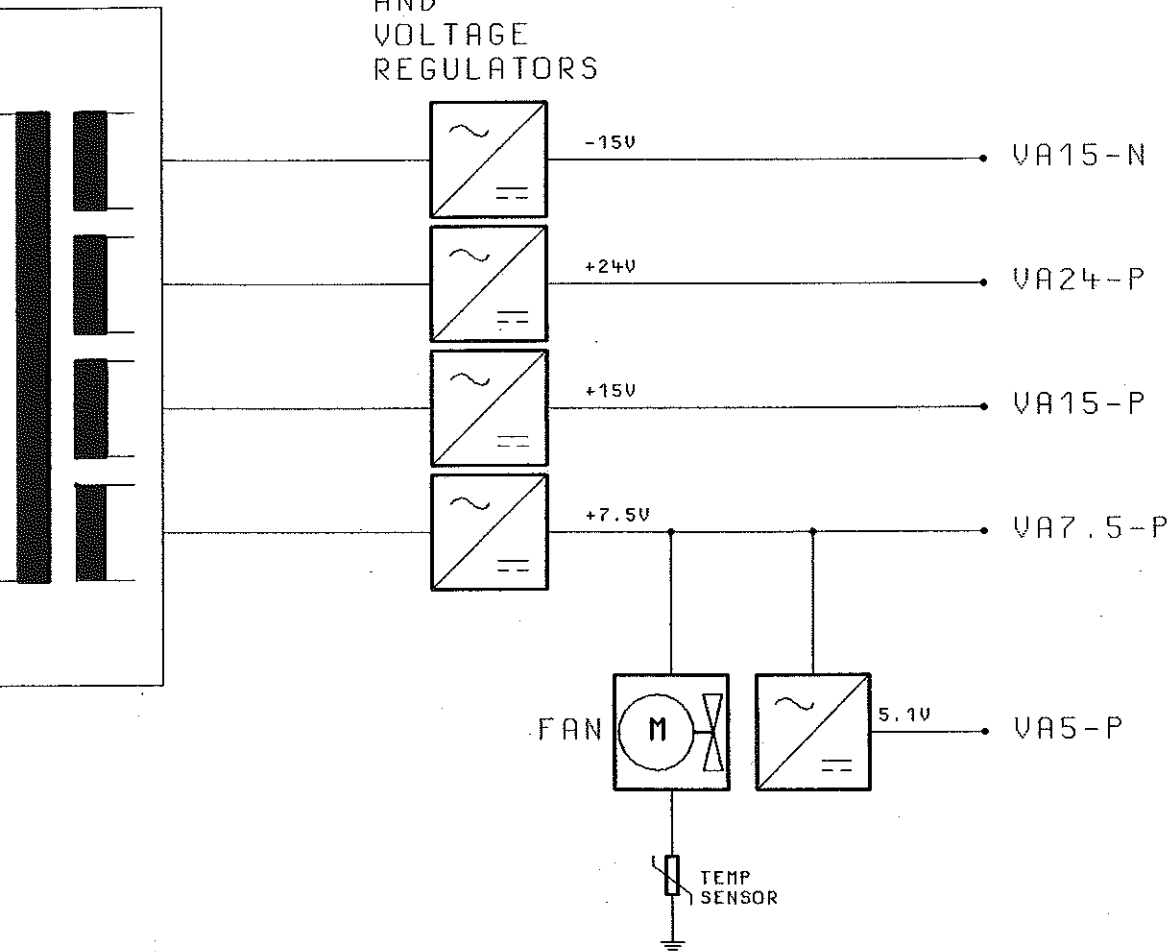 AND
VOLTAGE
REGULATORS
-15V
VA15-N
+24V
VA24-P
+15V
VA15-P
+7.5V
VA7.5-P
FAN
M
5.1V
VA5-P
TEMP
SENSOR